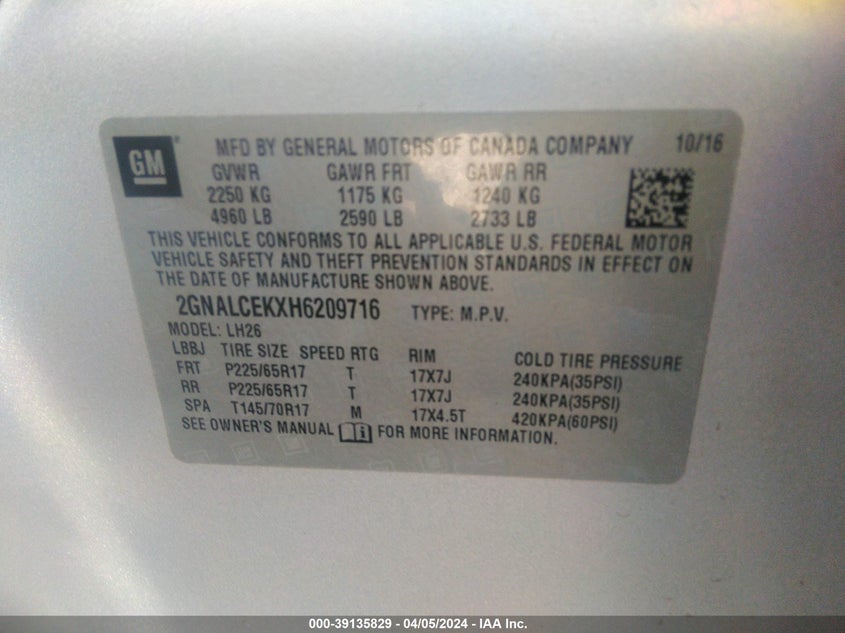 GM
MFD BY GENERAL MOTORS OF CANADA COMPANY 10/16
GVWR GAWR FRT GAWR RR
2250 KG 1175 KG 1240 KG
4960 LB 2590 LB 2733 LB
THIS VEHICLE CONFORMS TO ALL APPLICABLE U.S. FEDERAL MOTOR
VEHICLE SAFETY AND THEFT PREVENTION STANDARDS IN EFFECT ON
THE DATE OF MANUFACTURE SHOWN ABOVE.
2GNALCEKXH6209716 TYPE: M.P.V.
MODEL: LH26
LBBJ TIRE SIZE SPEED RTG RIM COLD TIRE PRESSURE
FRT P225/65R17 T 17X7J 240KPA(35PSI)
RR P225/65R17 T 17X7J 240KPA(35PSI)
SPA T145/70R17 M 17X4.5T 420KPA(60PSI)
SEE OWNER'S MANUAL FOR MORE INFORMATION.
000-39135829 - 04/05/2024 - IAA Inc.